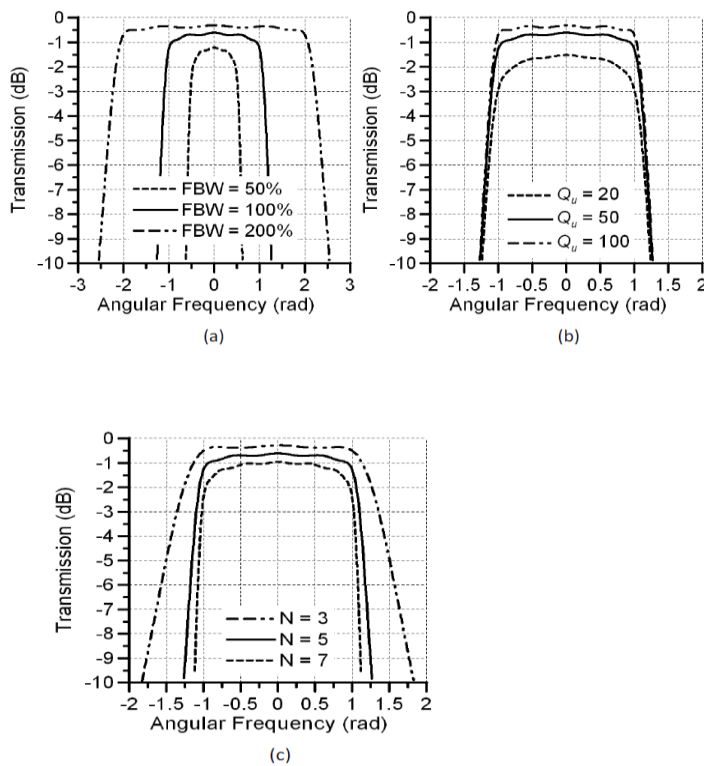 0
-1
-2
-3
-4
-5
-6
-7
-8
-9
-10
Transmission (dB)
FBW = 50%
FBW = 100%
FBW = 200%
-3 -2 -1 0 1 2 3
Angular Frequency (rad)
(a)
0
-1
-2
-3
-4
-5
-6
-7
-8
-9
-10
Transmission (dB)
Qu = 20
Qu = 50
Qu = 100
-2 -1.5 -1 -0.5 0 0.5 1 1.5 2
Angular Frequency (rad)
(b)
0
-1
-2
-3
-4
-5
-6
-7
-8
-9
-10
Transmission (dB)
N = 3
N = 5
N = 7
-2 -1.5 -1 -0.5 0 0.5 1 1.5 2
Angular Frequency (rad)
(c)